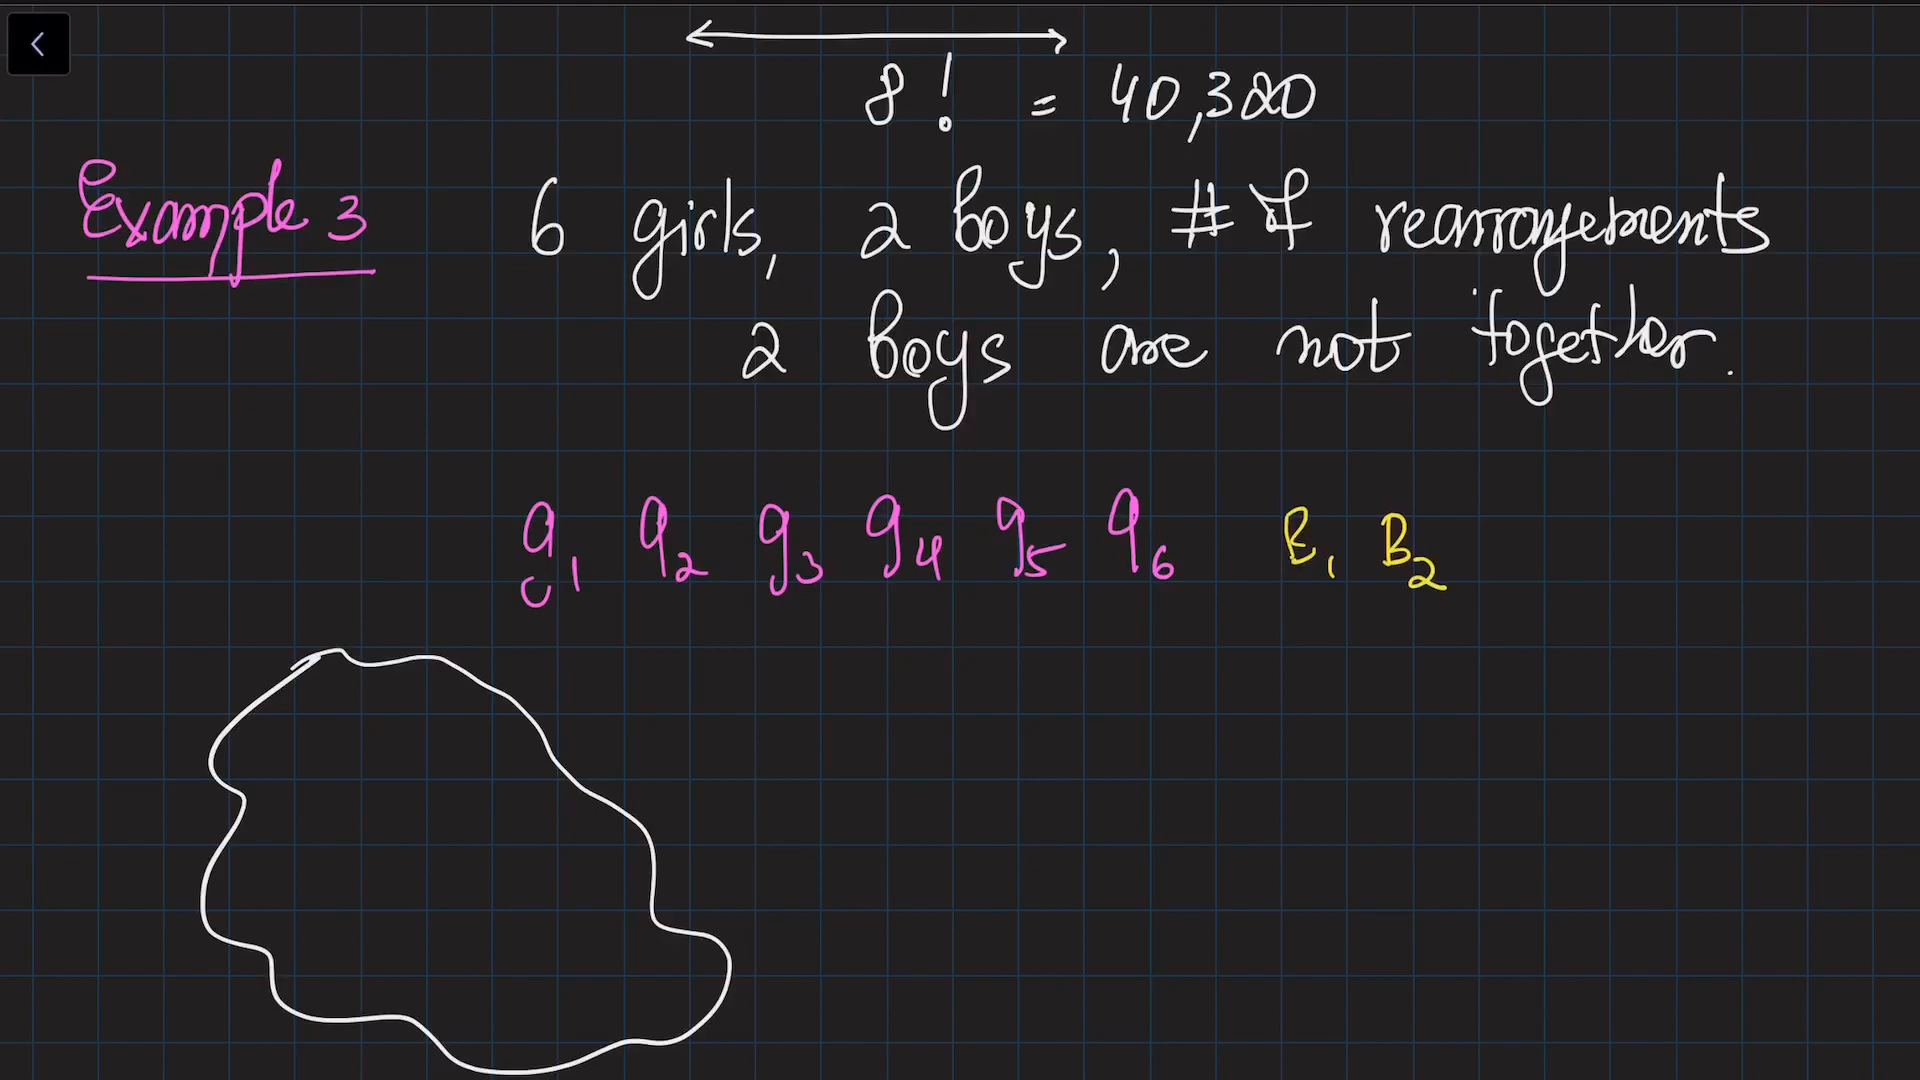 8! = 40,320
Example 3 6 girls, 2 boys, # of rearrangements
2 boys are not together.
g1 g2 g3 g4 g5 g6 B1 B2